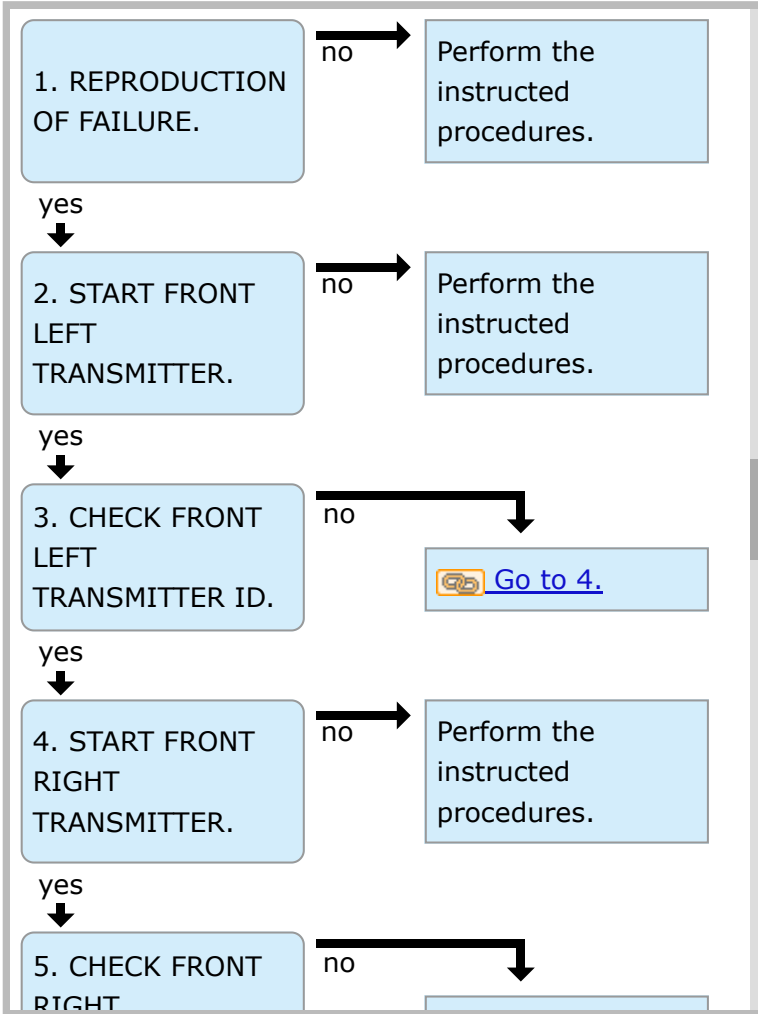 1. REPRODUCTION
OF FAILURE.
no
Perform the
instructed
procedures.
yes
2. START FRONT
LEFT
TRANSMITTER.
no
Perform the
instructed
procedures.
yes
3. CHECK FRONT
LEFT
TRANSMITTER ID.
no
Go to 4.
yes
4. START FRONT
RIGHT
TRANSMITTER.
no
Perform the
instructed
procedures.
yes
5. CHECK FRONT
RIGHT
no